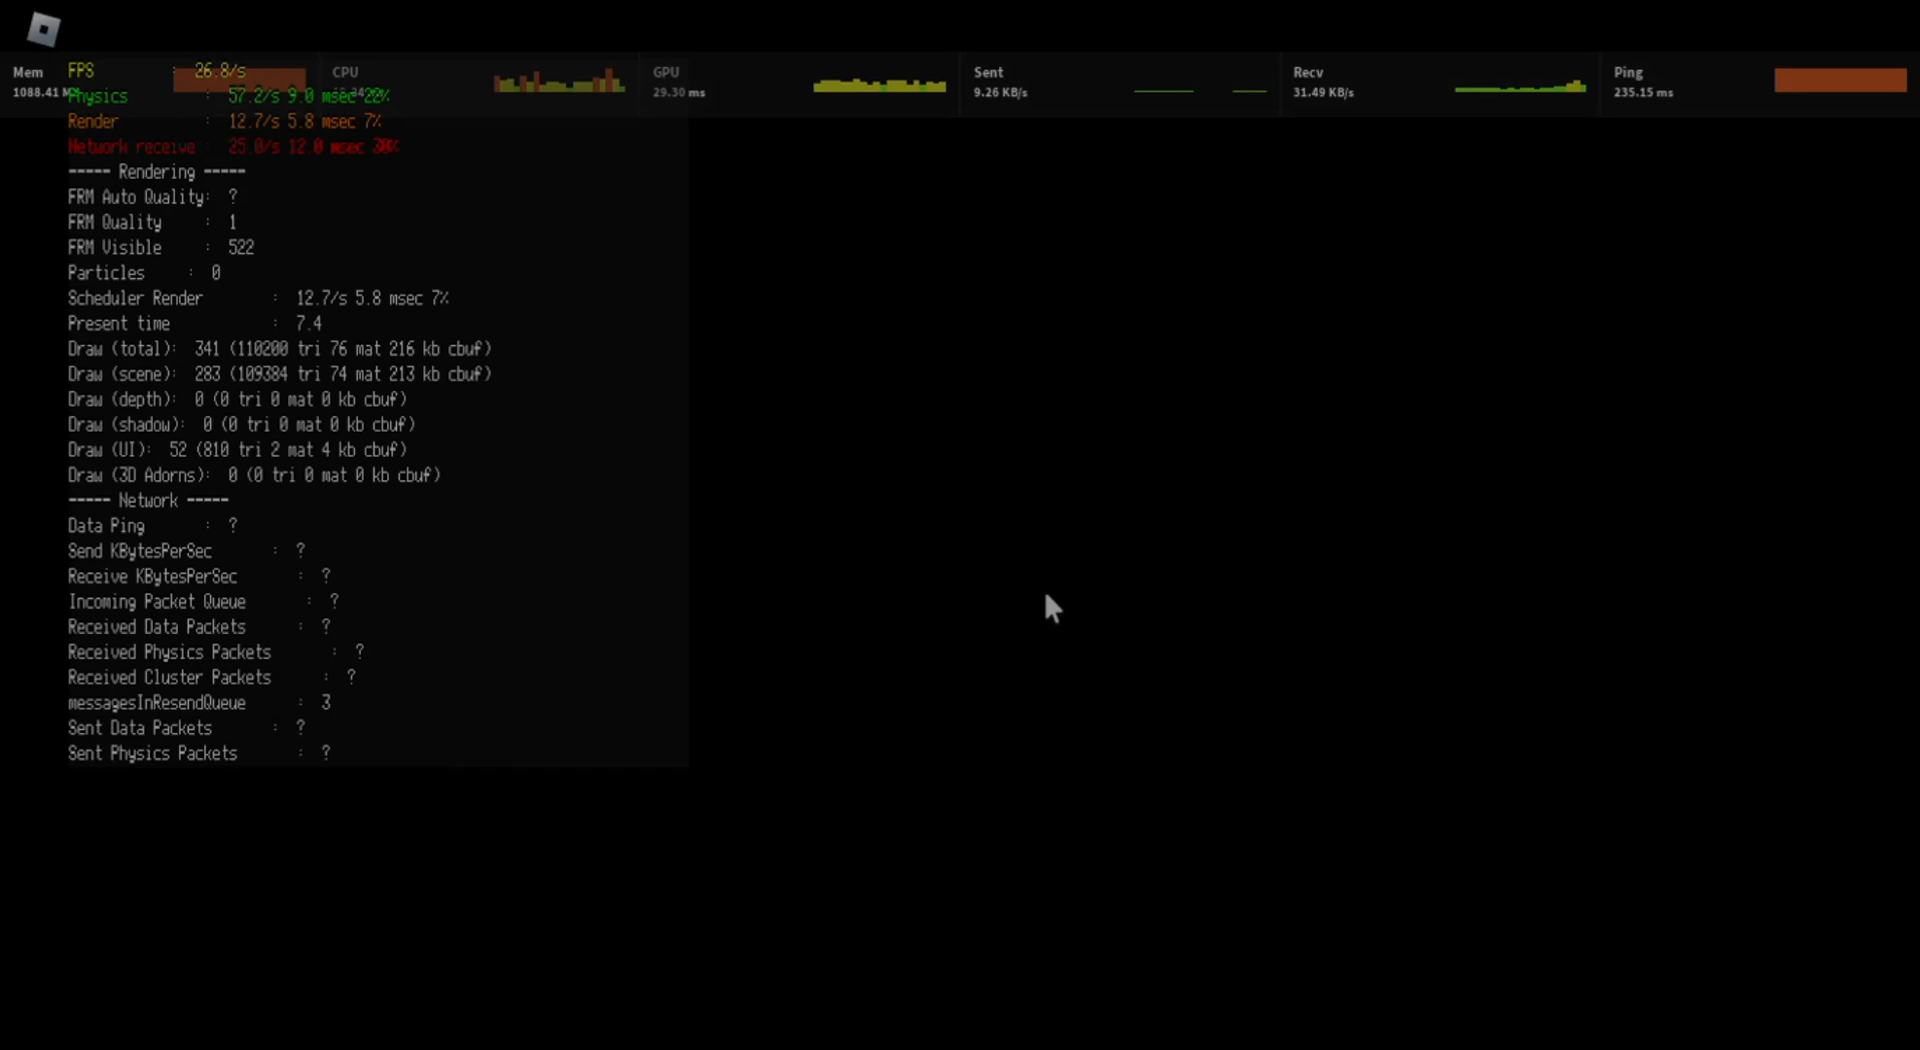 Mem
1088.41 M
FPS : 26.8/s
CPU
GPU
29.30 ms
Sent
9.26 KB/s
Recv
31.49 KB/s
Ping
235.15 ms
Physics : 57.2/s 9.0 msec 22%
Render : 12.7/s 5.8 msec 7%
Network receive : 25.0/s 12.0 msec 30%
----- Rendering -----
FRM Auto Quality: ?
FRM Quality : 1
FRM Visible : 522
Particles : 0
Scheduler Render : 12.7/s 5.8 msec 7%
Present time : 7.4
Draw (total): 341 (110200 tri 76 mat 216 kb cbuf)
Draw (scene): 283 (109384 tri 74 mat 213 kb cbuf)
Draw (depth): 0 (0 tri 0 mat 0 kb cbuf)
Draw (shadow): 0 (0 tri 0 mat 0 kb cbuf)
Draw (UI): 52 (810 tri 2 mat 4 kb cbuf)
Draw (3D Adorns): 0 (0 tri 0 mat 0 kb cbuf)
----- Network -----
Data Ping : ?
Send KBytesPerSec : ?
Receive KBytesPerSec : ?
Incoming Packet Queue : ?
Received Data Packets : ?
Received Physics Packets : ?
Received Cluster Packets : ?
messagesInResendQueue : 3
Sent Data Packets : ?
Sent Physics Packets : ?